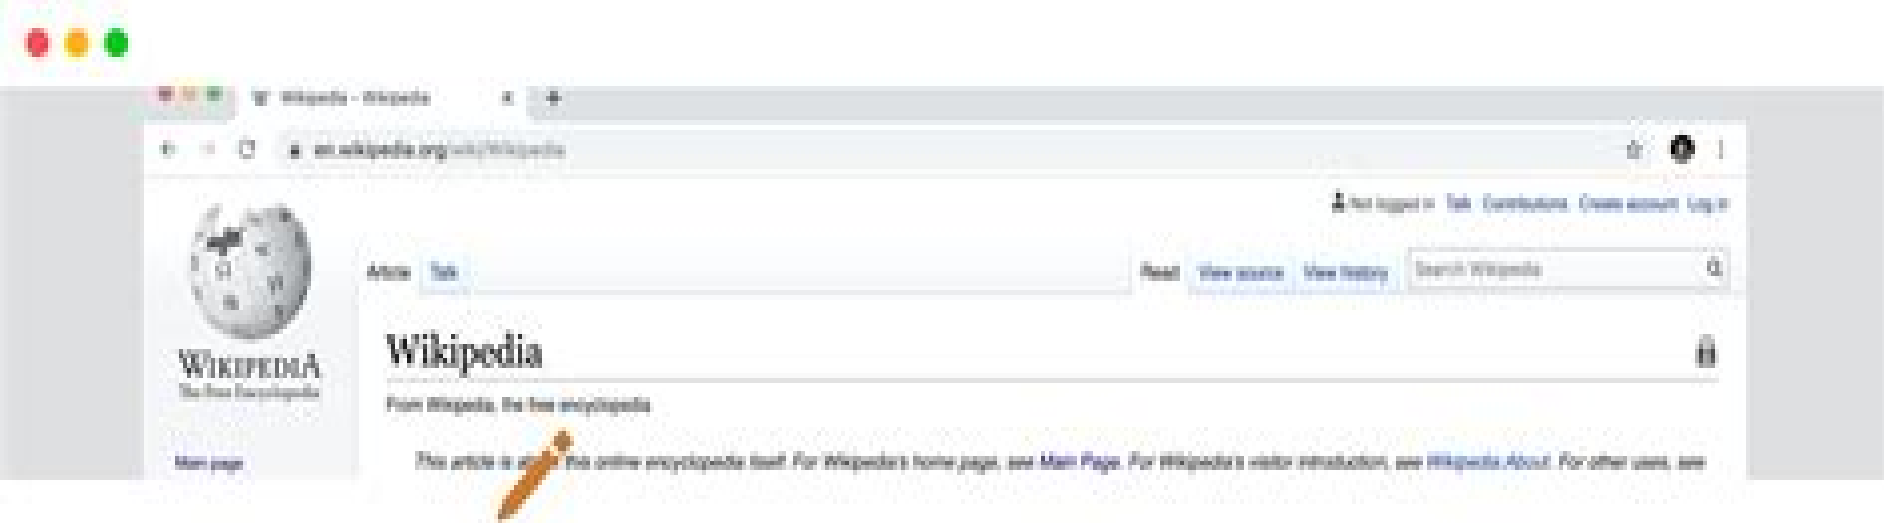 Wikipedia - Wikipedia
en.wikipedia.org/wiki/Wikipedia
Not logged in Talk Contributions Create account Log in
Article Talk Read View source View history Search Wikipedia
WIKIPEDIA
The Free Encyclopedia
Wikipedia
From Wikipedia, the free encyclopedia
Main page
This article is this online encyclopedia itself. For Wikipedia's home page, see Main Page. For Wikipedia's visitor introduction, see Wikipedia:About. For other uses, see